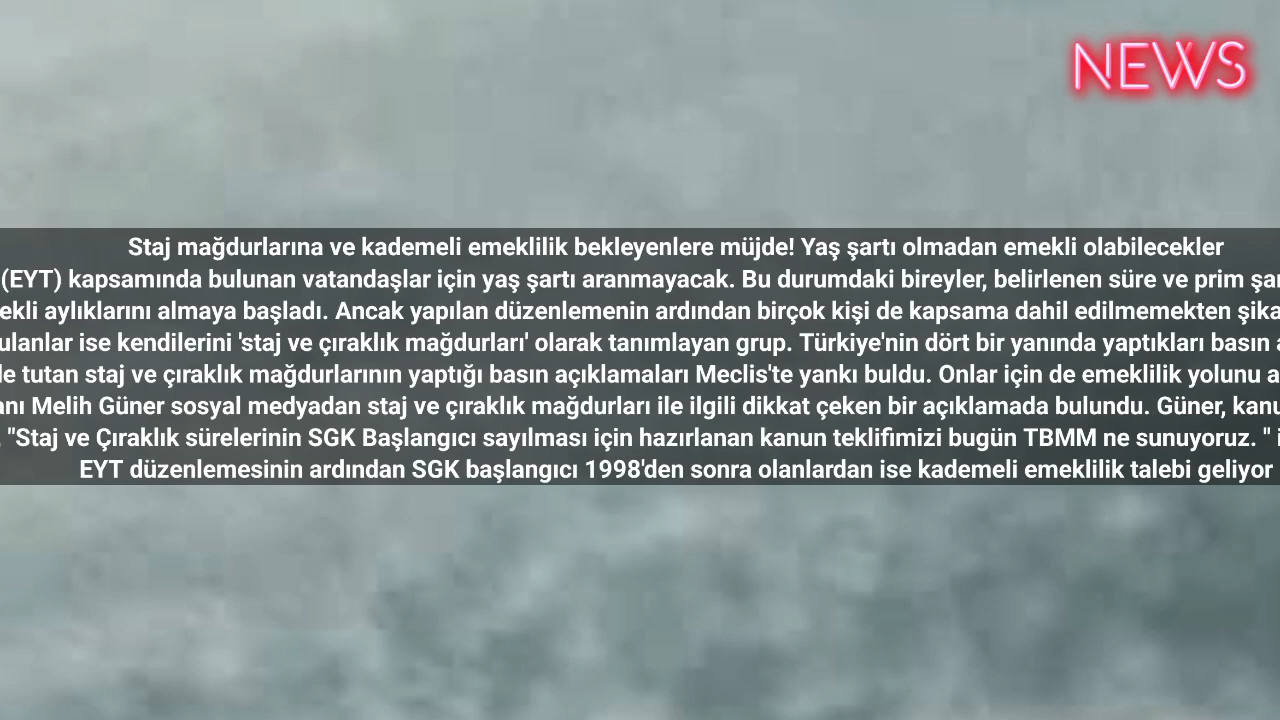 NEWS
Staj mağdurlarına ve kademeli emeklilik bekleyenlere müjde! Yaş şartı olmadan emekli olabilecekler
(EYT) kapsamında bulunan vatandaşlar için yaş şartı aranmayacak. Bu durumdaki bireyler, belirlenen süre ve prim şar
ekli aylıklarını almaya başladı. Ancak yapılan düzenlemenin ardından birçok kişi de kapsama dahil edilmemekten şika
ulanlar ise kendilerini 'staj ve çıraklık mağdurları' olarak tanımlayan grup. Türkiye'nin dört bir yanında yaptıkları basın a
de tutan staj ve çıraklık mağdurlarının yaptığı basın açıklamaları Meclis'te yankı buldu. Onlar için de emeklilik yolunu a
anı Melih Güner sosyal medyadan staj ve çıraklık mağdurları ile ilgili dikkat çeken bir açıklamada bulundu. Güner, kanu
. "Staj ve Çıraklık sürelerinin SGK Başlangıcı sayılması için hazırlanan kanun teklifimizi bugün TBMM ne sunuyoruz. " i
EYT düzenlemesinin ardından SGK başlangıcı 1998'den sonra olanlardan ise kademeli emeklilik talebi geliyor